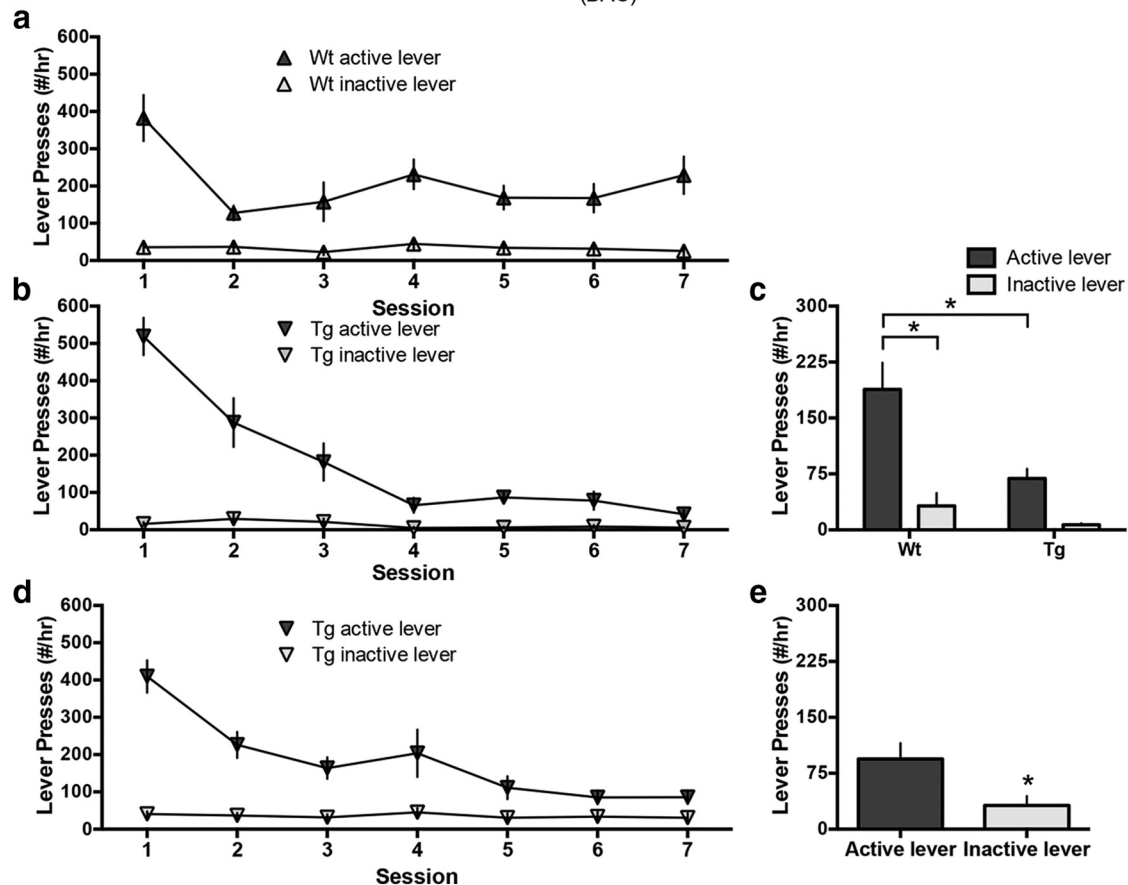 (BAC)
a
Lever Presses (#/hr)
600
500
400
300
200
100
0
Wt active lever
Wt inactive lever
1 2 3 4 5 6 7
Session
b
Lever Presses (#/hr)
600
500
400
300
200
100
0
Tg active lever
Tg inactive lever
1 2 3 4 5 6 7
Session
c
Active lever
Inactive lever
Lever Presses (#/hr)
300
225
150
75
0
*
*
Wt Tg
d
Lever Presses (#/hr)
600
500
400
300
200
100
0
Tg active lever
Tg inactive lever
1 2 3 4 5 6 7
Session
e
Lever Presses (#/hr)
300
225
150
75
0
*
Active lever Inactive lever